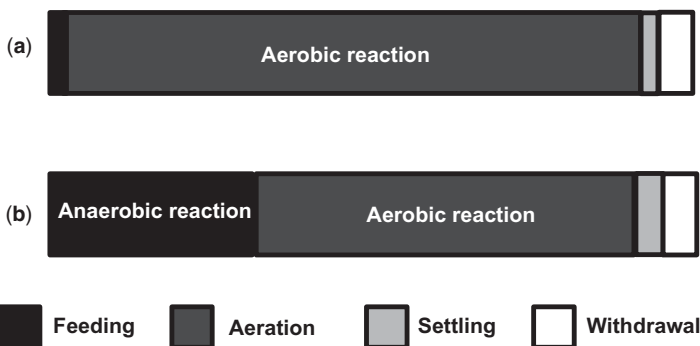 (a)
Aerobic reaction
(b)
Anaerobic reaction
Aerobic reaction
Feeding
Aeration
Settling
Withdrawal